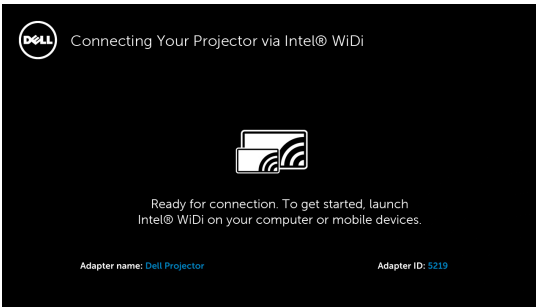 DELL
Connecting Your Projector via Intel® WiDi
Ready for connection. To get started, launch
Intel® WiDi on your computer or mobile devices.
Adapter name: Dell Projector Adapter ID: 5219